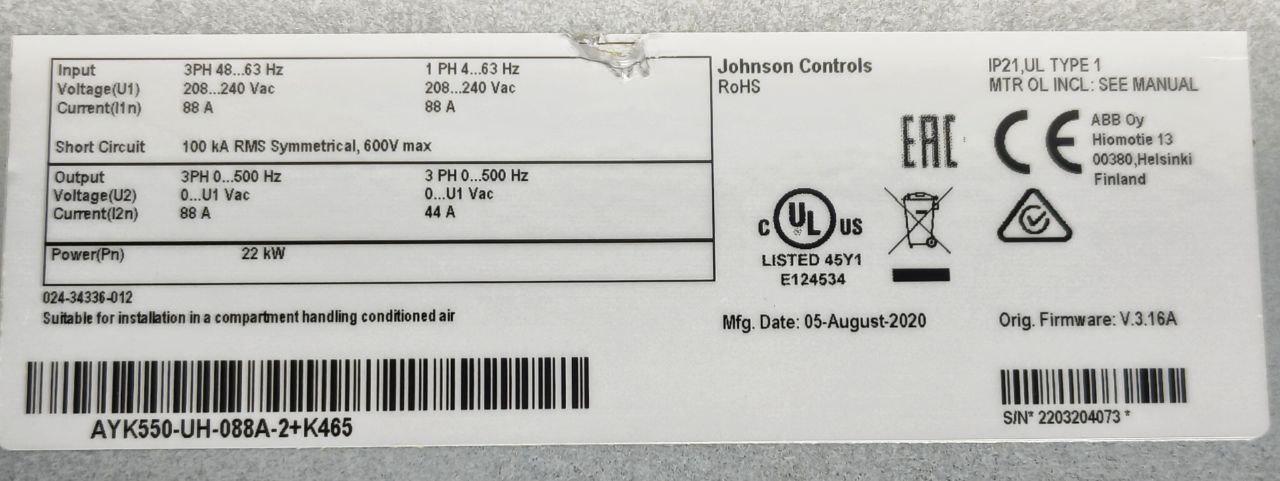 Input 3PH 48...63 Hz 1 PH 4...63 Hz
Voltage(U1) 208...240 Vac 208...240 Vac
Current(I1n) 88 A 88 A
Short Circuit 100 kA RMS Symmetrical, 600V max
Output 3PH 0...500 Hz 3 PH 0...500 Hz
Voltage(U2) 0...U1 Vac 0...U1 Vac
Current(I2n) 88 A 44 A
Power(Pn) 22 kW
024-34336-012
Suitable for installation in a compartment handling conditioned air
AYK550-UH-088A-2+K465
Johnson Controls
RoHS
IP21,UL TYPE 1
MTR OL INCL: SEE MANUAL
EAC
CE
ABB Oy
Hiomotie 13
00380,Helsinki
Finland
C UL US
LISTED 45Y1
E124534
Mfg. Date: 05-August-2020
Orig. Firmware: V.3.16A
S/N* 2203204073 *